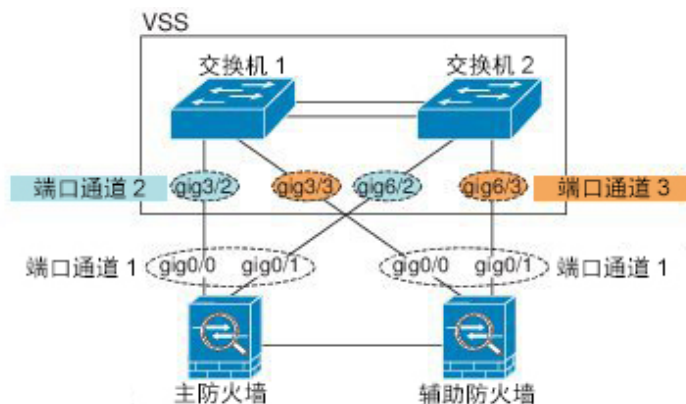 VSS
交换机 1
交换机 2
端口通道 2
gig3/2
gig3/3
gig6/2
gig6/3
端口通道 3
端口通道 1
gig0/0
gig0/1
gig0/0
gig0/1
端口通道 1
主防火墙
辅助防火墙